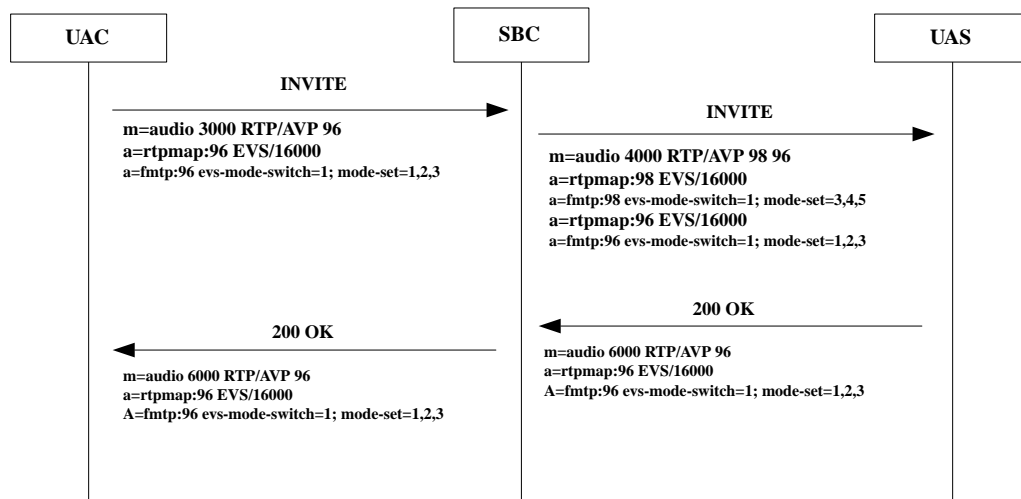 UAC
SBC
UAS
INVITE
m=audio 3000 RTP/AVP 96
a=rtpmap:96 EVS/16000
a=fmtp:96 evs-mode-switch=1; mode-set=1,2,3
INVITE
m=audio 4000 RTP/AVP 98 96
a=rtpmap:98 EVS/16000
a=fmtp:98 evs-mode-switch=1; mode-set=3,4,5
a=rtpmap:96 EVS/16000
a=fmtp:96 evs-mode-switch=1; mode-set=1,2,3
200 OK
m=audio 6000 RTP/AVP 96
a=rtpmap:96 EVS/16000
A=fmtp:96 evs-mode-switch=1; mode-set=1,2,3
200 OK
m=audio 6000 RTP/AVP 96
a=rtpmap:96 EVS/16000
A=fmtp:96 evs-mode-switch=1; mode-set=1,2,3